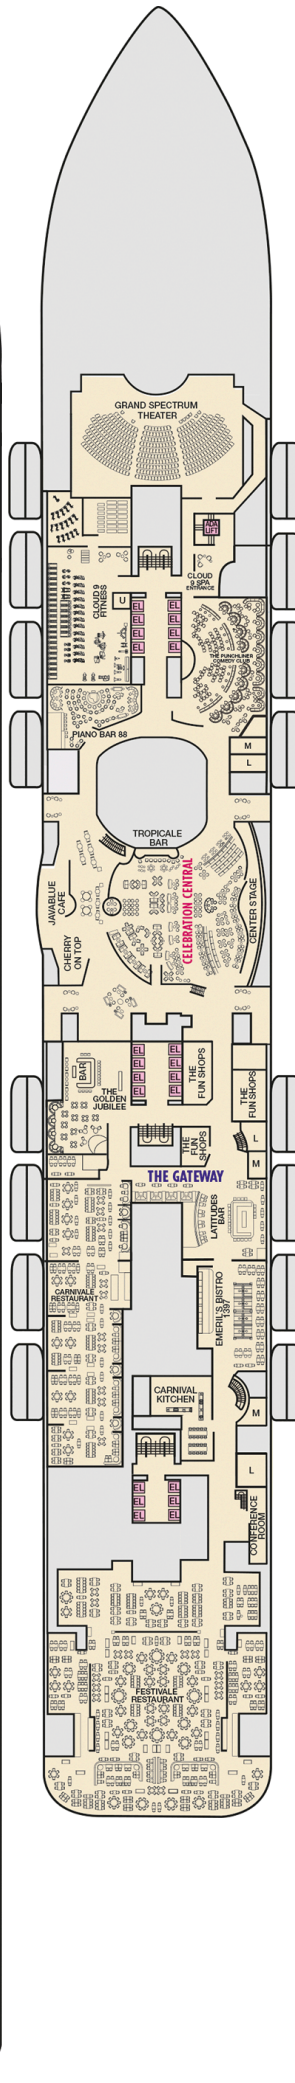 GRAND SPECTRUM
THEATER
ADA
LIFT
CLOUD
9 SPA
ENTRANCE
CLOUD 9
FITNESS
U
EL
EL
EL
EL
EL
EL
EL
EL
THE PUNCHLINER
COMEDY CLUB
PIANO BAR 88
M
L
TROPICALE
BAR
JAVABLUE
CAFE
CHERRY
ON TOP
CELEBRATION CENTRAL
CENTER STAGE
EL
EL
EL
EL
EL
EL
EL
EL
THE
FUN SHOPS
THE
FUN SHOPS
BAR
THE
GOLDEN
JUBILEE
THE
FUN
SHOPS
L
M
THE GATEWAY
LATITUDES
BAR
CARNIVALE
RESTAURANT
EMERIL'S BISTRO
1397
CARNIVAL
KITCHEN
M
L
EL
EL
EL
EL
EL
EL
CONFERENCE
ROOM
FESTIVALE
RESTAURANT